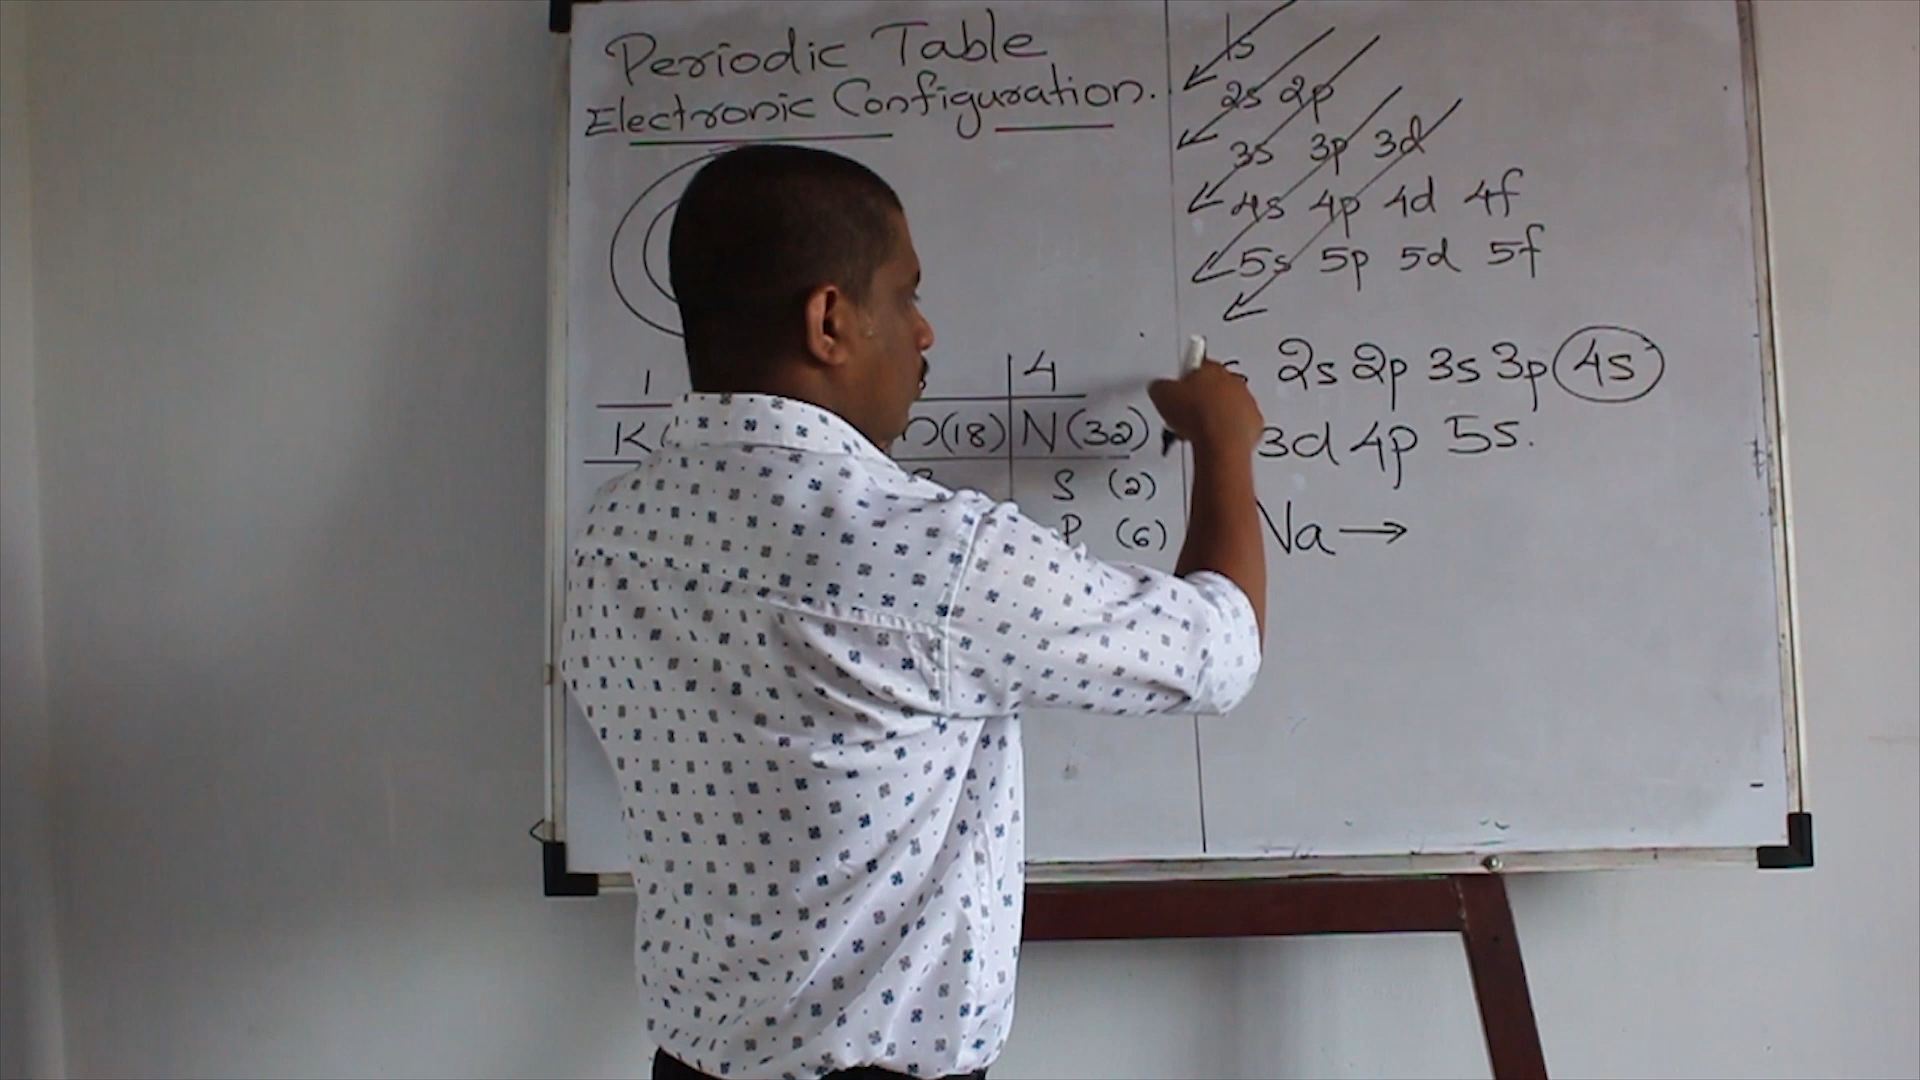 Periodic Table
Electronic Configuration.
1s
2s 2p
3s 3p 3d
4s 4p 4d 4f
5s 5p 5d 5f
1 4
K (18) N (32)
S (2)
P (6)
2s 2p 3s 3p 4s
3d 4p 5s.
Na →